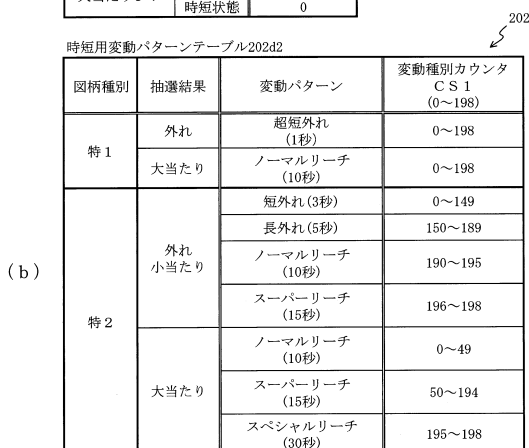 時短状態 0
202
時短用変動パターンテーブル202d2
図柄種別 抽選結果 変動パターン 変動種別カウンタ
CS1
(0～198)
特1 外れ 超短外れ
(1秒) 0～198
大当たり ノーマルリーチ
(10秒) 0～198
(b)
特2 外れ
小当たり 短外れ(3秒) 0～149
長外れ(5秒) 150～189
ノーマルリーチ
(10秒) 190～195
スーパーリーチ
(15秒) 196～198
大当たり ノーマルリーチ
(10秒) 0～49
スーパーリーチ
(15秒) 50～194
スペシャルリーチ
(30秒) 195～198